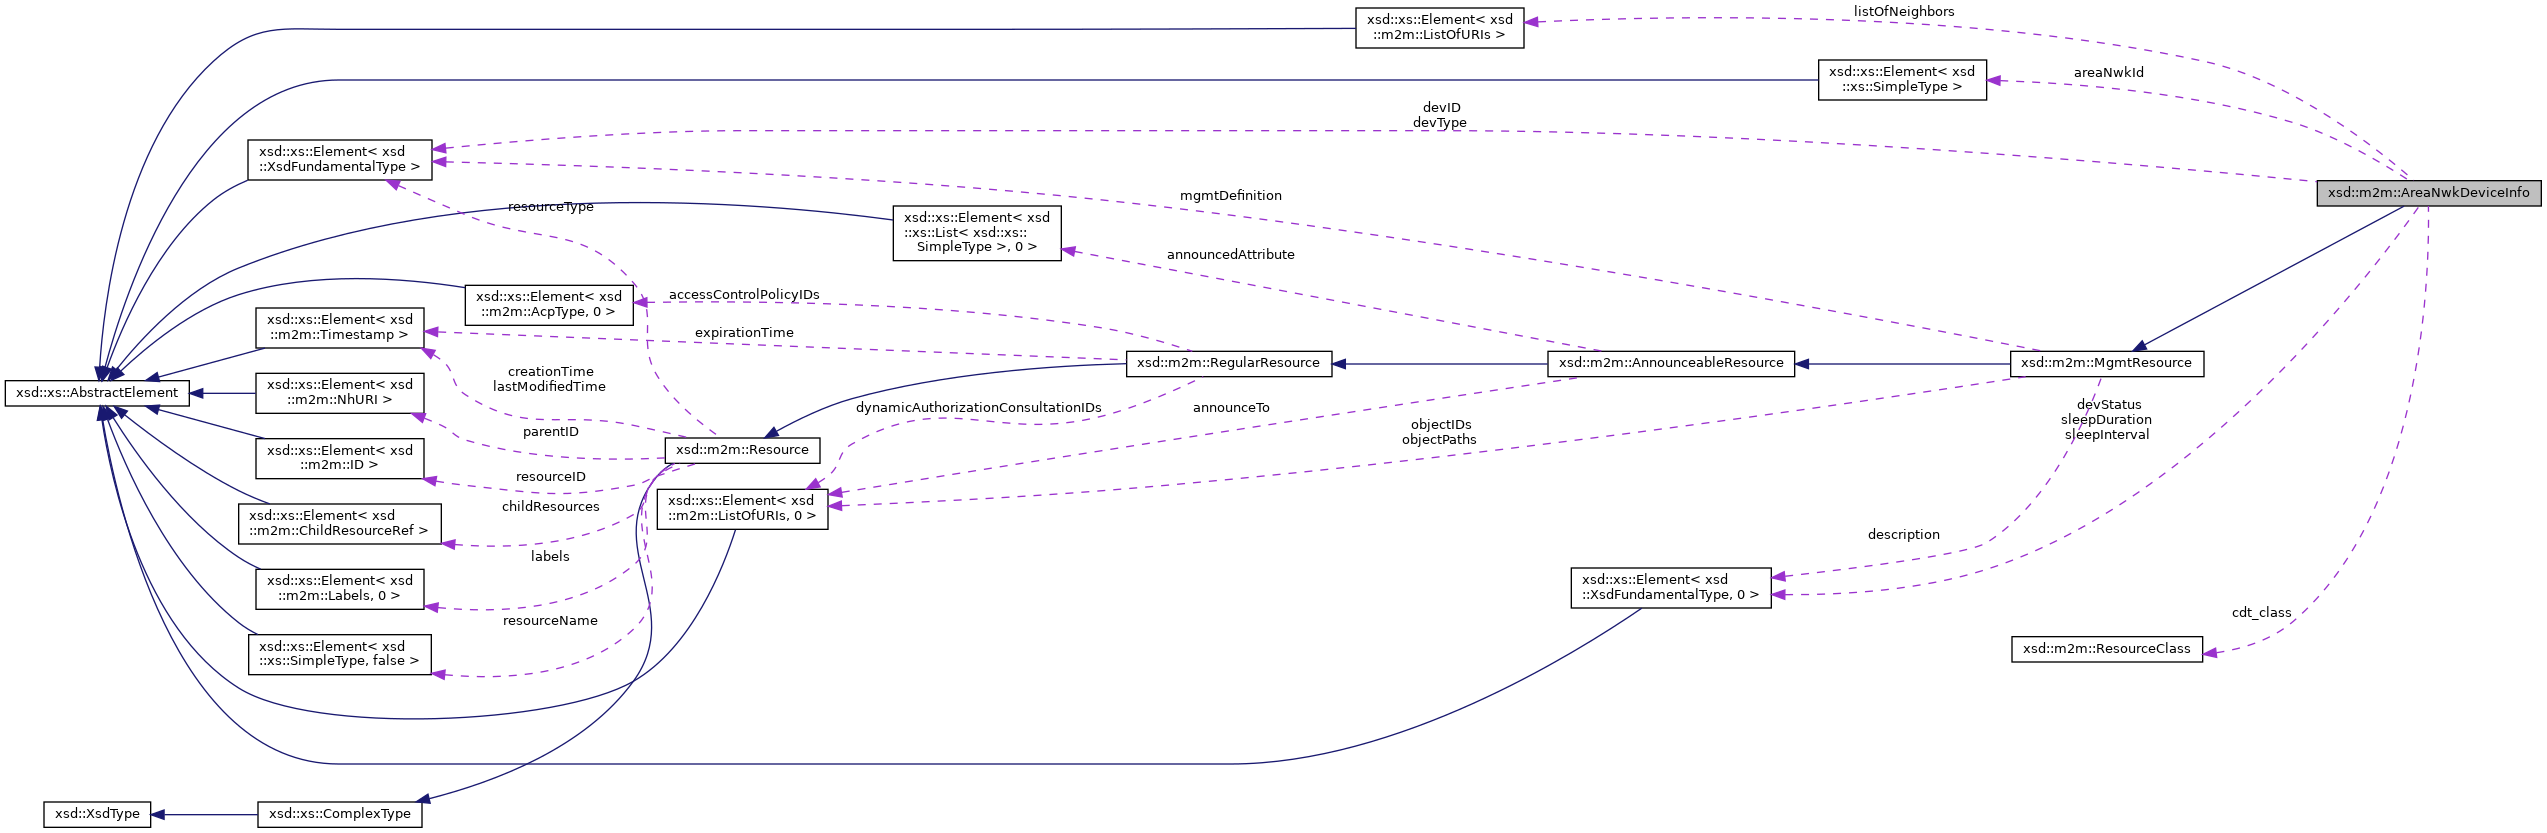 listOfNeighbors
xsd::xs::Element< xsd
::m2m::ListOfURIs >
areaNwkId
xsd::xs::Element< xsd
::xs::SimpleType >
devID
devType
xsd::xs::Element< xsd
::XsdFundamentalType >
xsd::m2m::AreaNwkDeviceInfo
mgmtDefinition
resourceType
xsd::xs::Element< xsd
::xs::List< xsd::xs::
SimpleType >, 0 >
announcedAttribute
accessControlPolicyIDs
xsd::xs::Element< xsd
::m2m::AcpType, 0 >
xsd::xs::Element< xsd
::m2m::Timestamp >
expirationTime
xsd::m2m::RegularResource
xsd::m2m::AnnounceableResource
xsd::m2m::MgmtResource
creationTime
lastModifiedTime
xsd::xs::AbstractElement
xsd::xs::Element< xsd
::m2m::NhURI >
dynamicAuthorizationConsultationIDs
announceTo
devStatus
sleepDuration
sleepInterval
objectIDs
objectPaths
parentID
xsd::m2m::Resource
xsd::xs::Element< xsd
::m2m::ID >
resourceID
xsd::xs::Element< xsd
::m2m::ListOfURIs, 0 >
childResources
xsd::xs::Element< xsd
::m2m::ChildResourceRef >
description
labels
xsd::xs::Element< xsd
::m2m::Labels, 0 >
xsd::xs::Element< xsd
::XsdFundamentalType, 0 >
cdt_class
resourceName
xsd::xs::Element< xsd
::xs::SimpleType, false >
xsd::m2m::ResourceClass
xsd::XsdType
xsd::xs::ComplexType